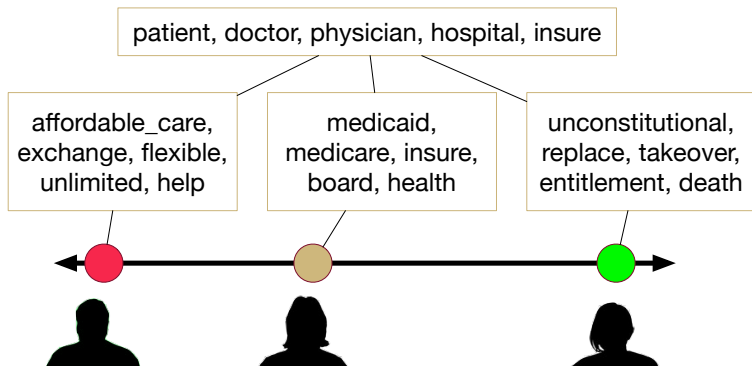 patient, doctor, physician, hospital, insure
affordable_care,
exchange, flexible,
unlimited, help
medicaid,
medicare, insure,
board, health
unconstitutional,
replace, takeover,
entitlement, death